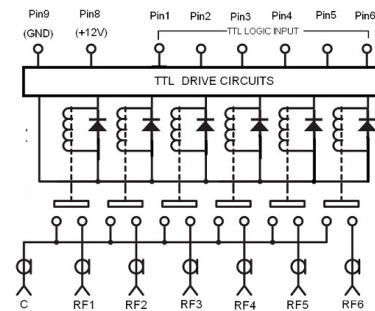 Pin9 Pin8 Pin1 Pin2 Pin3 Pin4 Pin5 Pin6
(GND) (+12V) TTL LOGIC INPUT
TTL DRIVE CIRCUITS
C RF1 RF2 RF3 RF4 RF5 RF6